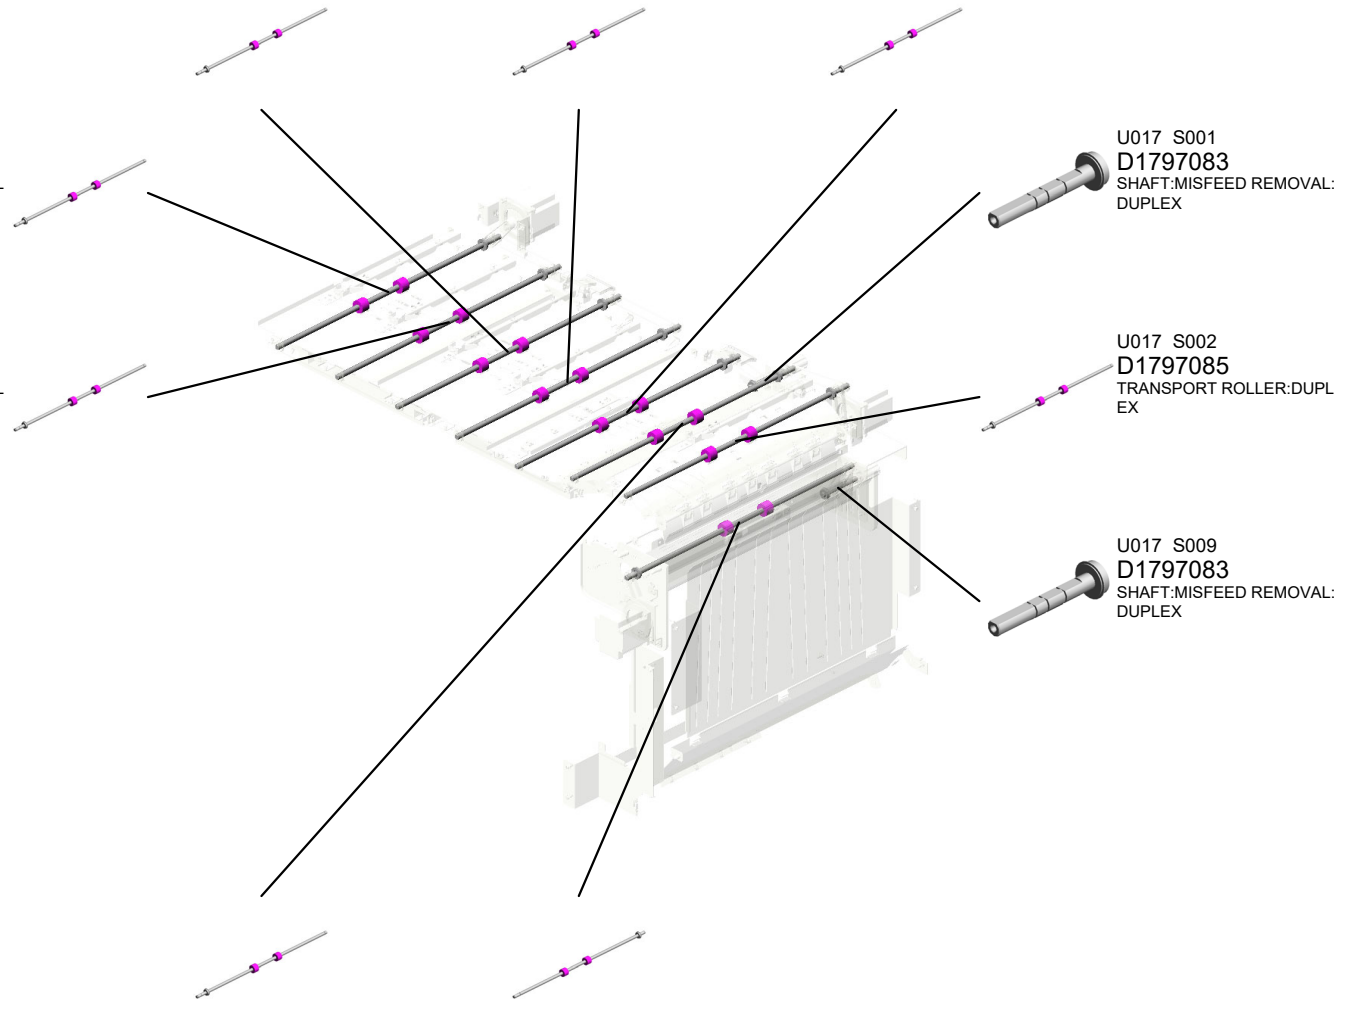 U017 S001
D1797083
SHAFT:MISFEED REMOVAL:
DUPLEX
U017 S002
D1797085
TRANSPORT ROLLER:DUPL
EX
U017 S009
D1797083
SHAFT:MISFEED REMOVAL:
DUPLEX